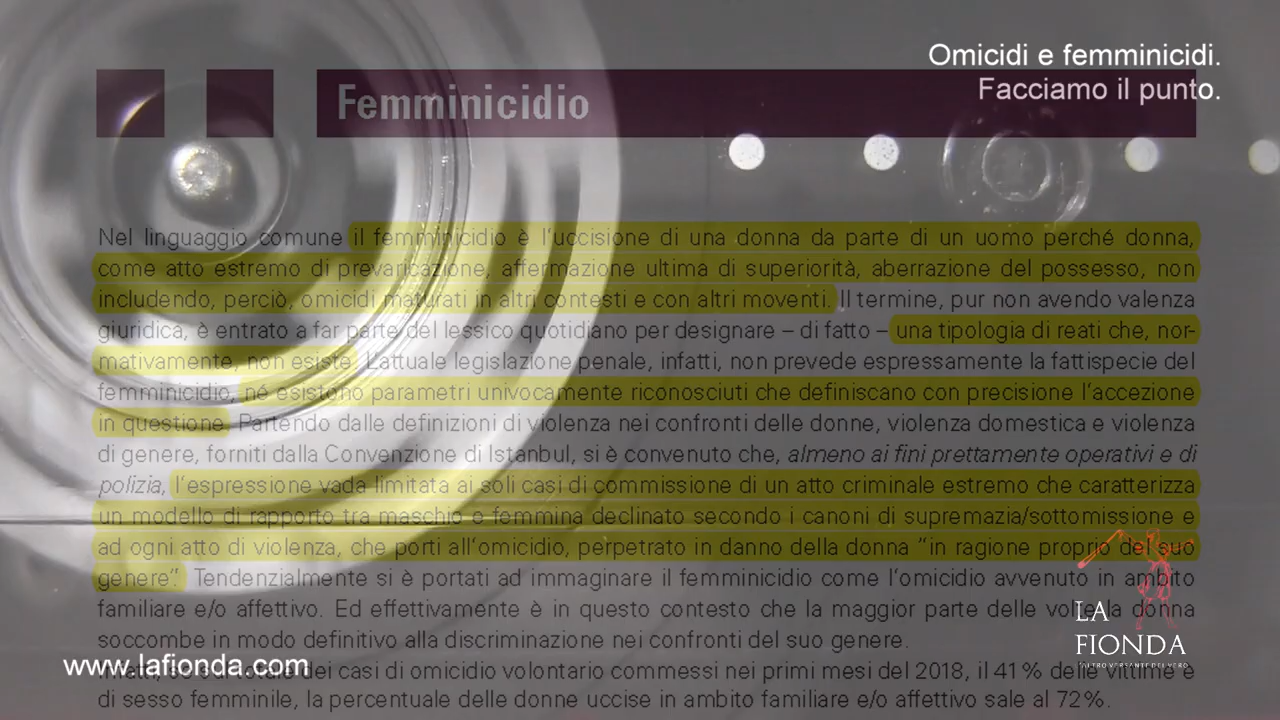 Omicidi e femminicidi.
Facciamo il punto.
Femminicidio
Nel linguaggio comune il femminicidio è l'uccisione di una donna da parte di un uomo perché donna,
come atto estremo di prevaricazione, affermazione ultima di superiorità, aberrazione del possesso, non
includendo, perciò, omicidi maturati in altri contesti e con altri moventi. Il termine, pur non avendo valenza
giuridica, è entrato a far parte del lessico quotidiano per designare – di fatto – una tipologia di reati che, nor-
mativamente, non esiste. L'attuale legislazione penale, infatti, non prevede espressamente la fattispecie del
femminicidio, né esistono parametri univocamente riconosciuti che definiscano con precisione l'accezione
in questione. Partendo dalle definizioni di violenza nei confronti delle donne, violenza domestica e violenza
di genere, forniti dalla Convenzione di Istanbul, si è convenuto che, almeno ai fini prettamente operativi e di
polizia, l'espressione vada limitata ai soli casi di commissione di un atto criminale estremo che caratterizza
un modello di rapporto tra maschio e femmina declinato secondo i canoni di supremazia/sottomissione e
ad ogni atto di violenza, che porti all'omicidio, perpetrato in danno della donna "in ragione proprio del suo
genere". Tendenzialmente si è portati ad immaginare il femminicidio come l'omicidio avvenuto in ambito
familiare e/o affettivo. Ed effettivamente è in questo contesto che la maggior parte delle volte la donna
soccombe in modo definitivo alla discriminazione nei confronti del suo genere.
dei casi di omicidio volontario commessi nei primi mesi del 2018, il 41% delle vittime è
di sesso femminile, la percentuale delle donne uccise in ambito familiare e/o affettivo sale al 72%.
www.lafionda.com
LA
FIONDA
L'ALTRO VERSANTE DEL VERO